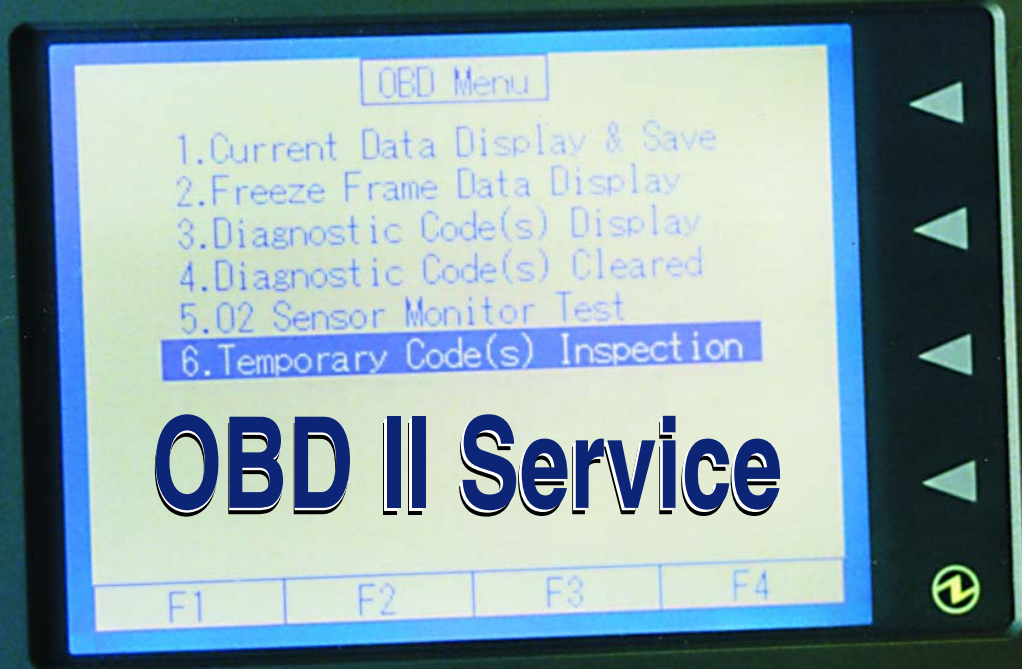 OBD Menu
1.Current Data Display & Save
2.Freeze Frame Data Display
3.Diagnostic Code(s) Display
4.Diagnostic Code(s) Cleared
5.O2 Sensor Monitor Test
6.Temporary Code(s) Inspection
OBD II Service
F1 F2 F3 F4